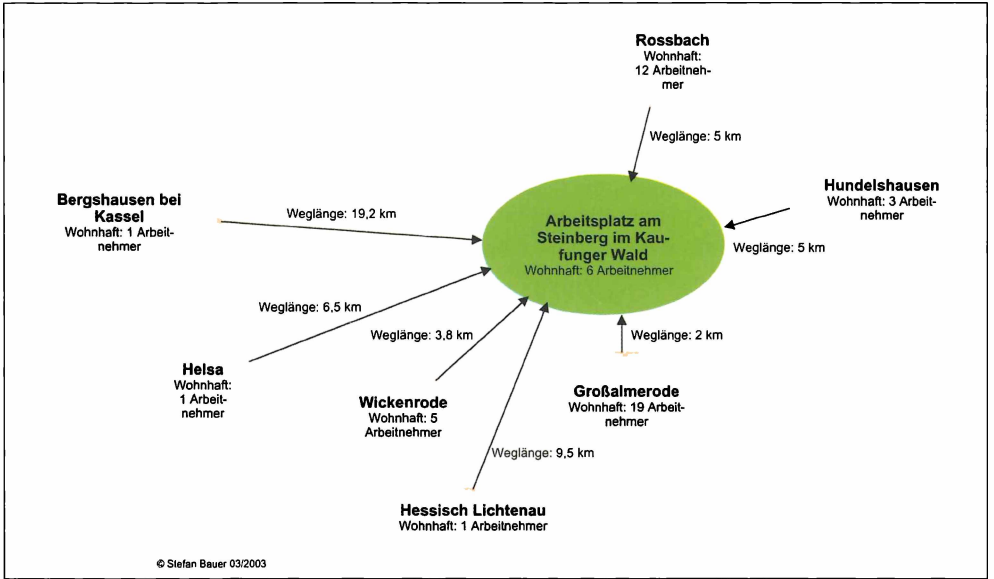 Rossbach
Wohnhaft:
12 Arbeitneh-
mer
Weglänge: 5 km
Hundelshausen
Wohnhaft: 3 Arbeit-
nehmer
Weglänge: 5 km
Bergshausen bei
Kassel
Wohnhaft: 1 Arbeit-
nehmer
Weglänge: 19,2 km
Arbeitsplatz am
Steinberg im Kau-
funger Wald
Wohnhaft: 6 Arbeitnehmer
Weglänge: 6,5 km
Helsa
Wohnhaft:
1 Arbeit-
nehmer
Weglänge: 3,8 km
Wickenrode
Wohnhaft: 5
Arbeitnehmer
Weglänge: 2 km
Großalmerode
Wohnhaft: 19 Arbeit-
nehmer
Weglänge: 9,5 km
Hessisch Lichtenau
Wohnhaft: 1 Arbeitnehmer
© Stefan Bauer 03/2003